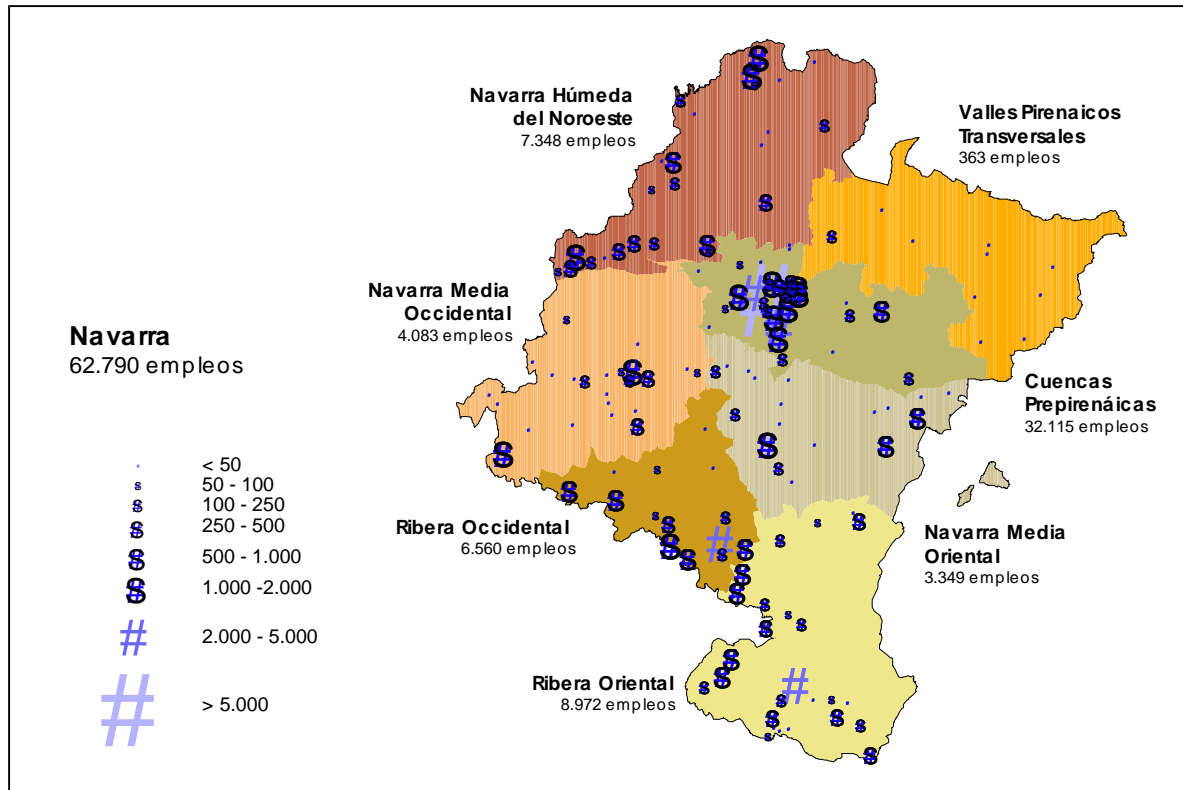 Navarra Húmeda
del Noroeste
7.348 empleos
Valles Pirenaicos
Transversales
363 empleos
Navarra Media
Occidental
4.083 empleos
Navarra
62.790 empleos
Cuencas
Prepirenáicas
32.115 empleos
< 50
50 - 100
100 - 250
250 - 500
500 - 1.000
1.000 -2.000
2.000 - 5.000
> 5.000
Ribera Occidental
6.560 empleos
Navarra Media
Oriental
3.349 empleos
Ribera Oriental
8.972 empleos